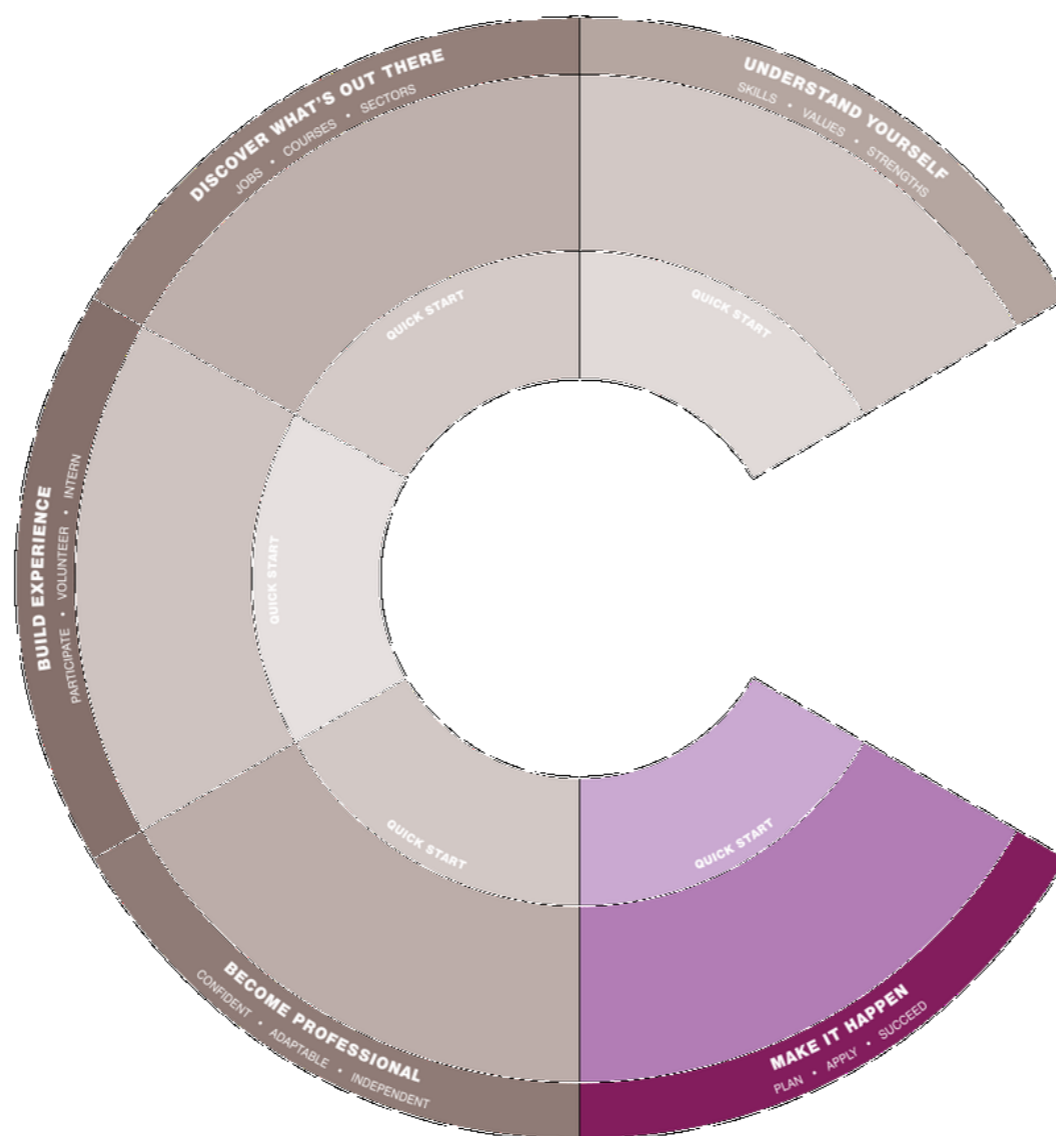 DISCOVER WHAT'S OUT THERE
JOBS • COURSES • SECTORS
UNDERSTAND YOURSELF
SKILLS • VALUES • STRENGTHS
QUICK START
QUICK START
BUILD EXPERIENCE
PARTICIPATE • VOLUNTEER • INTERN
QUICK START
QUICK START
QUICK START
BECOME PROFESSIONAL
CONFIDENT • ADAPTABLE • INDEPENDENT
MAKE IT HAPPEN
PLAN • APPLY • SUCCEED